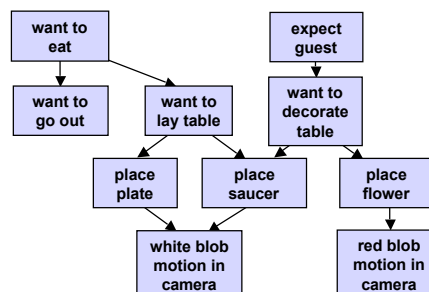 want to
eat
expect
guest
want to
go out
want to
lay table
want to
decorate
table
place
plate
place
saucer
place
flower
white blob
motion in
camera
red blob
motion in
camera